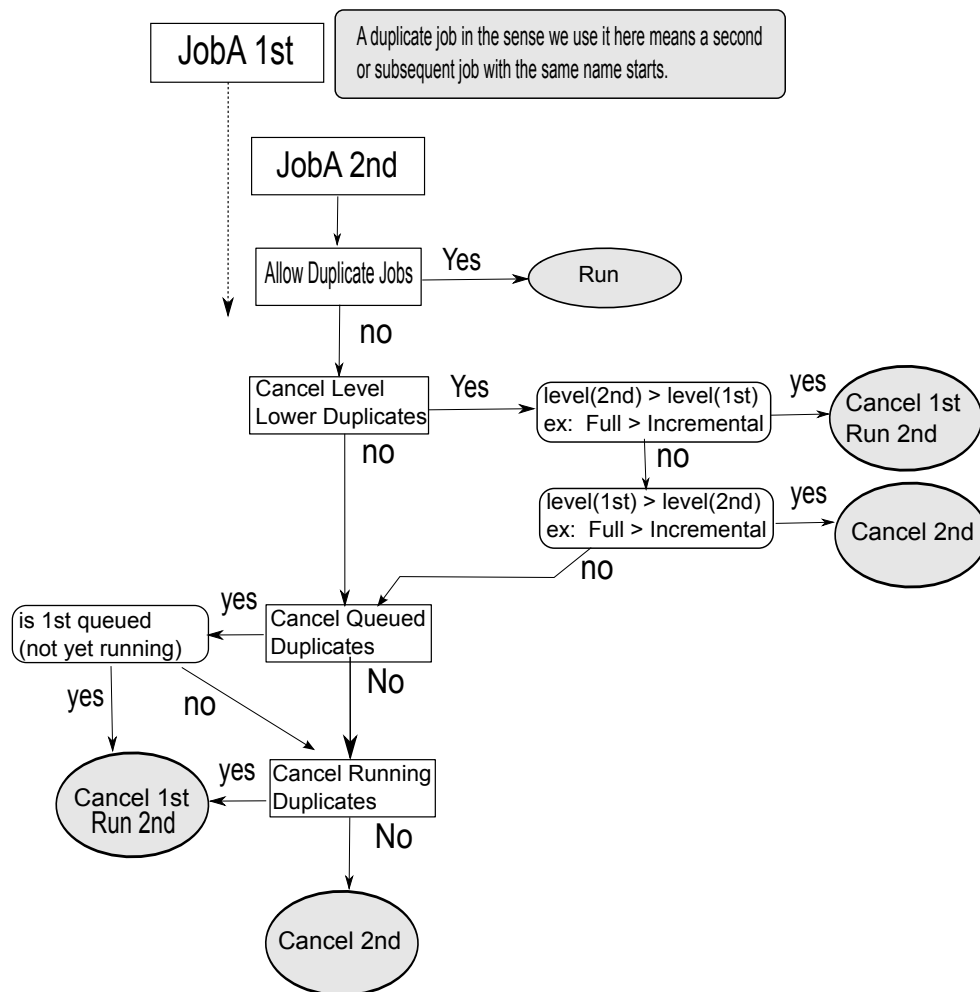 JobA 1st
A duplicate job in the sense we use it here means a second
or subsequent job with the same name starts.
JobA 2nd
Allow Duplicate Jobs
Yes
Run
no
Cancel Level
Lower Duplicates
Yes
level(2nd) > level(1st)
ex: Full > Incremental
yes
Cancel 1st
Run 2nd
no
no
level(1st) > level(2nd)
ex: Full > Incremental
yes
Cancel 2nd
no
Cancel Queued
Duplicates
yes
is 1st queued
(not yet running)
No
yes
no
Cancel Running
Duplicates
yes
Cancel 1st
Run 2nd
No
Cancel 2nd